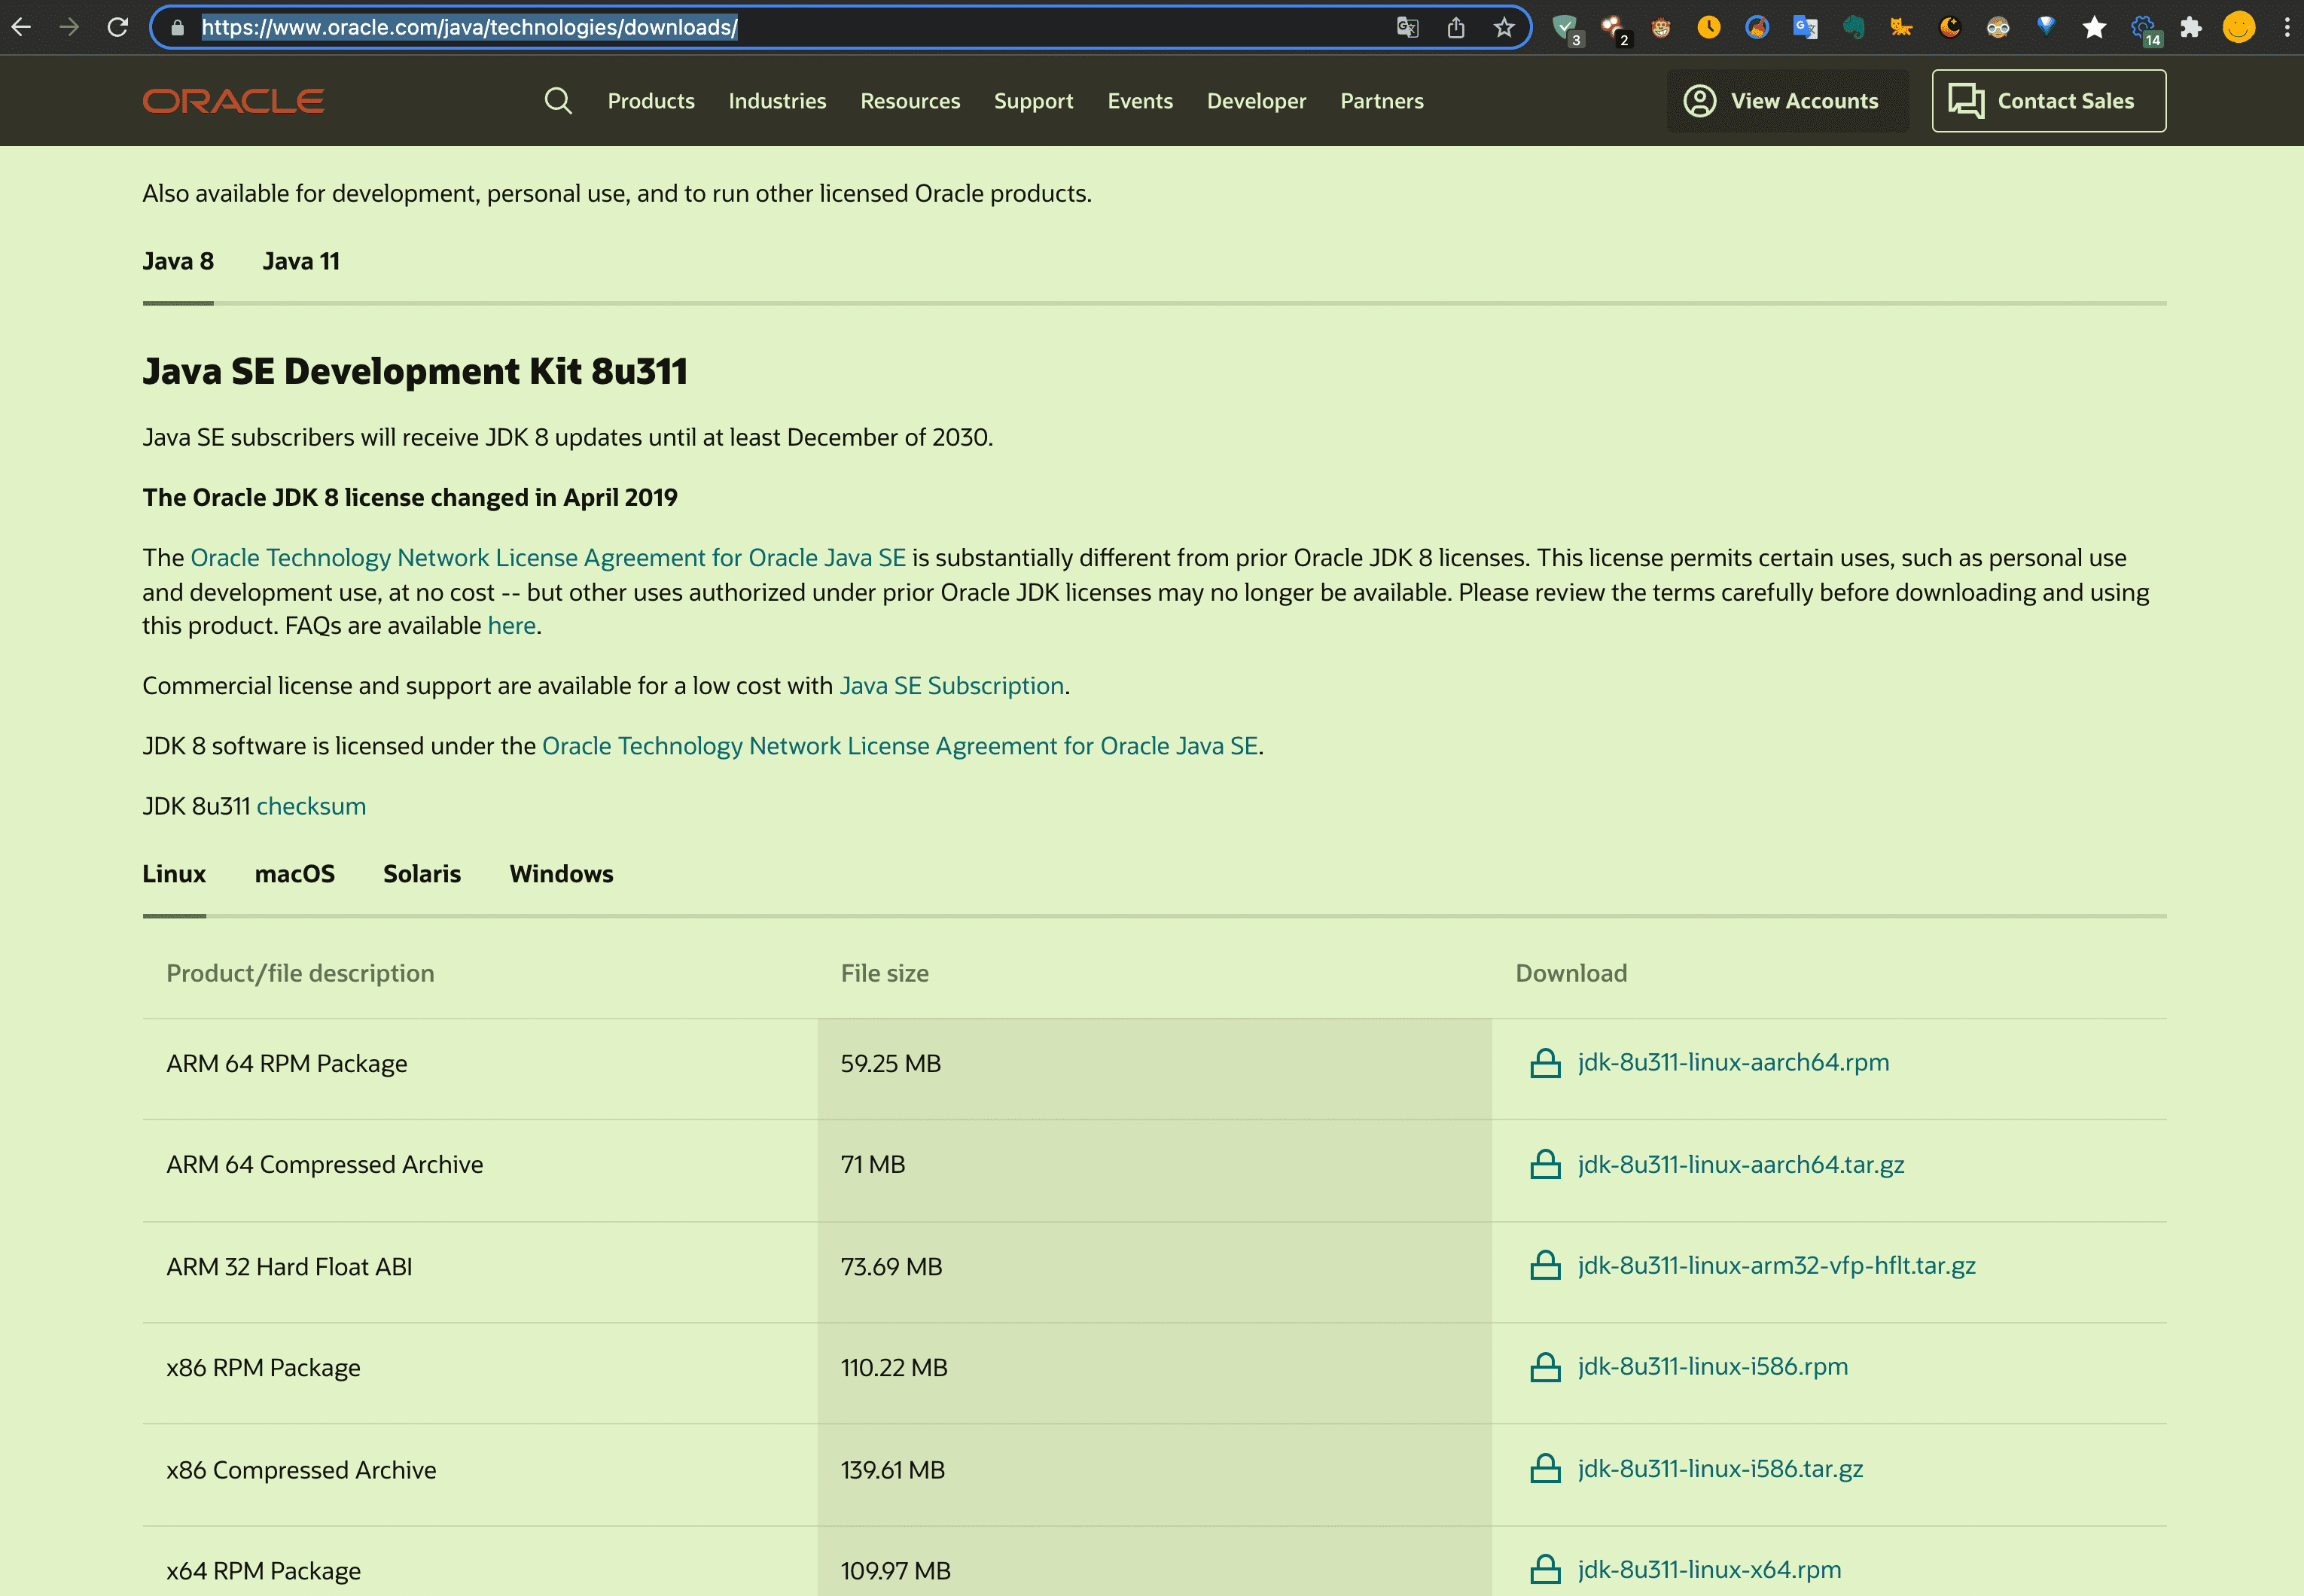 https://www.oracle.com/java/technologies/downloads/
3
2
14
ORACLE
Products
Industries
Resources
Support
Events
Developer
Partners
View Accounts
Contact Sales
Also available for development, personal use, and to run other licensed Oracle products.
Java 8
Java 11
Java SE Development Kit 8u311
Java SE subscribers will receive JDK 8 updates until at least December of 2030.
The Oracle JDK 8 license changed in April 2019
The Oracle Technology Network License Agreement for Oracle Java SE is substantially different from prior Oracle JDK 8 licenses. This license permits certain uses, such as personal use
and development use, at no cost -- but other uses authorized under prior Oracle JDK licenses may no longer be available. Please review the terms carefully before downloading and using
this product. FAQs are available here.
Commercial license and support are available for a low cost with Java SE Subscription.
JDK 8 software is licensed under the Oracle Technology Network License Agreement for Oracle Java SE.
JDK 8u311 checksum
Linux
macOS
Solaris
Windows
Product/file description
File size
Download
ARM 64 RPM Package
59.25 MB
jdk-8u311-linux-aarch64.rpm
ARM 64 Compressed Archive
71 MB
jdk-8u311-linux-aarch64.tar.gz
ARM 32 Hard Float ABI
73.69 MB
jdk-8u311-linux-arm32-vfp-hflt.tar.gz
x86 RPM Package
110.22 MB
jdk-8u311-linux-i586.rpm
x86 Compressed Archive
139.61 MB
jdk-8u311-linux-i586.tar.gz
x64 RPM Package
109.97 MB
jdk-8u311-linux-x64.rpm